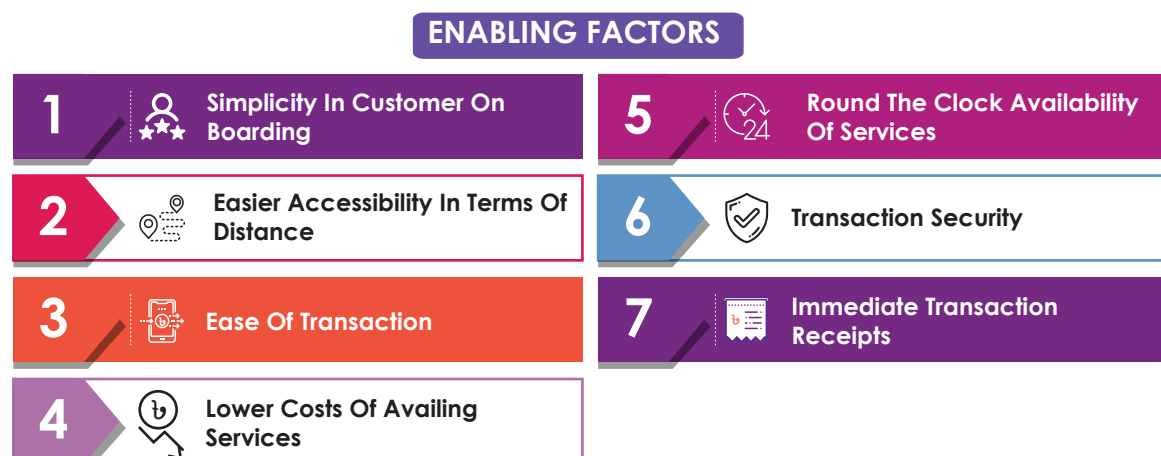 ENABLING FACTORS
1
Simplicity In Customer On
Boarding
2
Easier Accessibility In Terms Of
Distance
3
৳
Ease Of Transaction
4
৳
Lower Costs Of Availing
Services
5
24
Round The Clock Availability
Of Services
6
Transaction Security
7
৳
Immediate Transaction
Receipts